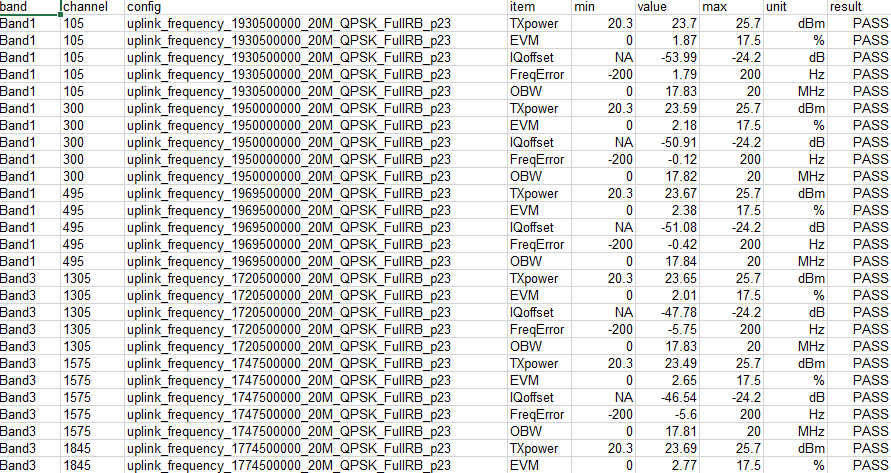 band channel config item min value max unit result
Band1 105 uplink_frequency_1930500000_20M_QPSK_FullRB_p23 TXpower 20.3 23.7 25.7 dBm PASS
Band1 105 uplink_frequency_1930500000_20M_QPSK_FullRB_p23 EVM 0 1.87 17.5 % PASS
Band1 105 uplink_frequency_1930500000_20M_QPSK_FullRB_p23 IQoffset NA -53.99 -24.2 dB PASS
Band1 105 uplink_frequency_1930500000_20M_QPSK_FullRB_p23 FreqError -200 1.79 200 Hz PASS
Band1 105 uplink_frequency_1930500000_20M_QPSK_FullRB_p23 OBW 0 17.83 20 MHz PASS
Band1 300 uplink_frequency_1950000000_20M_QPSK_FullRB_p23 TXpower 20.3 23.59 25.7 dBm PASS
Band1 300 uplink_frequency_1950000000_20M_QPSK_FullRB_p23 EVM 0 2.18 17.5 % PASS
Band1 300 uplink_frequency_1950000000_20M_QPSK_FullRB_p23 IQoffset NA -50.91 -24.2 dB PASS
Band1 300 uplink_frequency_1950000000_20M_QPSK_FullRB_p23 FreqError -200 -0.12 200 Hz PASS
Band1 300 uplink_frequency_1950000000_20M_QPSK_FullRB_p23 OBW 0 17.82 20 MHz PASS
Band1 495 uplink_frequency_1969500000_20M_QPSK_FullRB_p23 TXpower 20.3 23.67 25.7 dBm PASS
Band1 495 uplink_frequency_1969500000_20M_QPSK_FullRB_p23 EVM 0 2.38 17.5 % PASS
Band1 495 uplink_frequency_1969500000_20M_QPSK_FullRB_p23 IQoffset NA -51.08 -24.2 dB PASS
Band1 495 uplink_frequency_1969500000_20M_QPSK_FullRB_p23 FreqError -200 -0.42 200 Hz PASS
Band1 495 uplink_frequency_1969500000_20M_QPSK_FullRB_p23 OBW 0 17.84 20 MHz PASS
Band3 1305 uplink_frequency_1720500000_20M_QPSK_FullRB_p23 TXpower 20.3 23.65 25.7 dBm PASS
Band3 1305 uplink_frequency_1720500000_20M_QPSK_FullRB_p23 EVM 0 2.01 17.5 % PASS
Band3 1305 uplink_frequency_1720500000_20M_QPSK_FullRB_p23 IQoffset NA -47.78 -24.2 dB PASS
Band3 1305 uplink_frequency_1720500000_20M_QPSK_FullRB_p23 FreqError -200 -5.75 200 Hz PASS
Band3 1305 uplink_frequency_1720500000_20M_QPSK_FullRB_p23 OBW 0 17.83 20 MHz PASS
Band3 1575 uplink_frequency_1747500000_20M_QPSK_FullRB_p23 TXpower 20.3 23.49 25.7 dBm PASS
Band3 1575 uplink_frequency_1747500000_20M_QPSK_FullRB_p23 EVM 0 2.65 17.5 % PASS
Band3 1575 uplink_frequency_1747500000_20M_QPSK_FullRB_p23 IQoffset NA -46.54 -24.2 dB PASS
Band3 1575 uplink_frequency_1747500000_20M_QPSK_FullRB_p23 FreqError -200 -5.6 200 Hz PASS
Band3 1575 uplink_frequency_1747500000_20M_QPSK_FullRB_p23 OBW 0 17.81 20 MHz PASS
Band3 1845 uplink_frequency_1774500000_20M_QPSK_FullRB_p23 TXpower 20.3 23.69 25.7 dBm PASS
Band3 1845 uplink_frequency_1774500000_20M_QPSK_FullRB_p23 EVM 0 2.77 17.5 % PASS